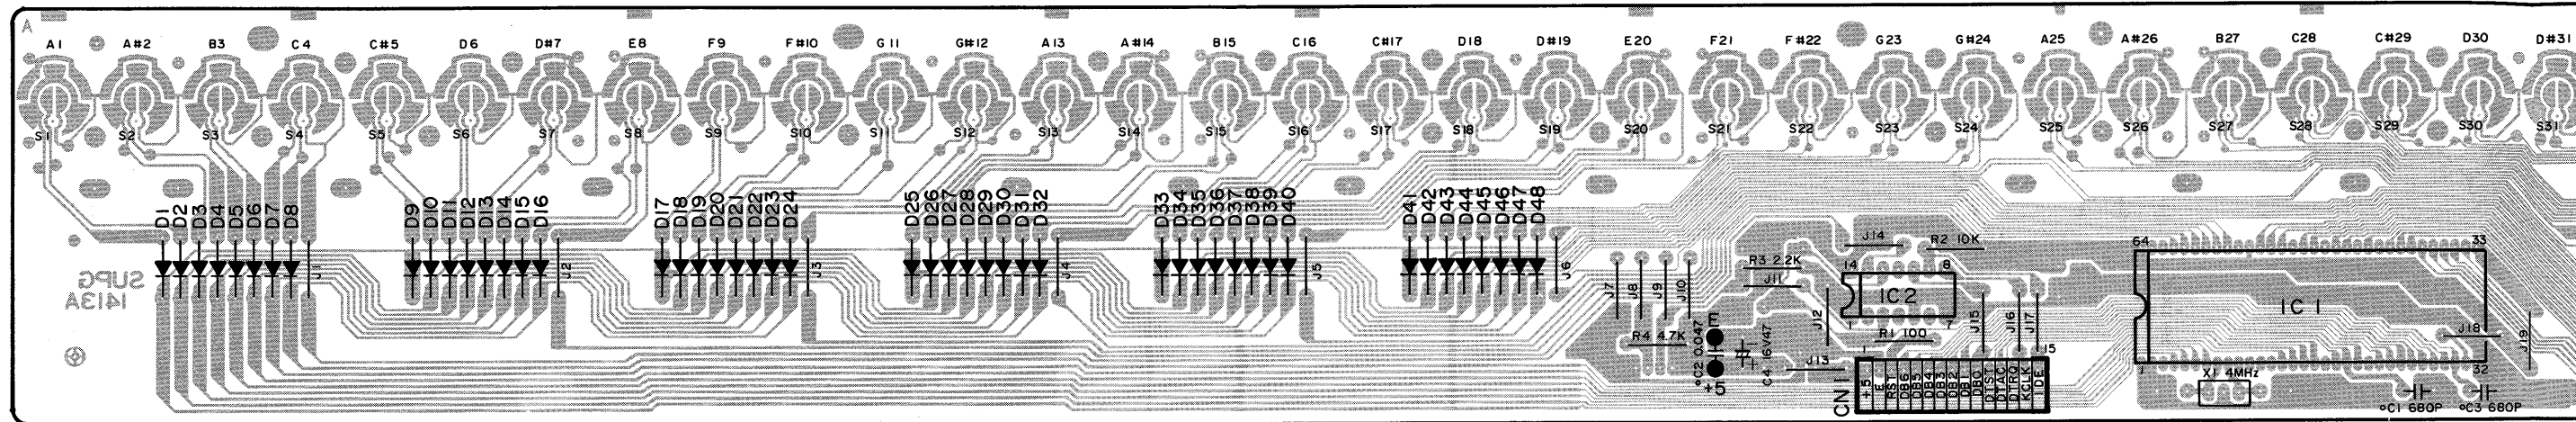 A
A1 A#2 B3 C4 C#5 D6 D#7 E8 F9 F#10 G11 G#12 A13 A#14 B15 C16 C#17 D18 D#19 E20 F21 F#22 G23 G#24 A25 A#26 B27 C28 C#29 D30 D#31
S1 S2 S3 S4 S5 S6 S7 S8 S9 S10 S11 S12 S13 S14 S15 S16 S17 S18 S19 S20 S21 S22 S23 S24 S25 S26 S27 S28 S29 S30 S31
D1 D2 D3 D4 D5 D6 D7 D8
D9 D10 D11 D12 D13 D14 D15 D16
D17 D18 D19 D20 D21 D22 D23 D24
D25 D26 D27 D28 D29 D30 D31 D32
D33 D34 D35 D36 D37 D38 D39 D40
D41 D42 D43 D44 D45 D46 D47 D48
SUPG
1413A
J1
J2
J3
J4
J5
J6
J7
J8
J9
J10
R4 4.7K
E
C2 0.047
+5
C4 16V47
R3 2.2K
J11
J12
J13
J14
R2 10K
14
8
IC2
1
7
R1 100
J15
J16
J17
1
15
CN1
+5
E
RST
DB6
DB5
DB4
DB3
DB2
DB1
DB0
DIST
DIAC
DIRQ
KCLK
IDE
64
33
IC1
1
32
J18
J19
X1 4MHz
C1 680P
C3 680P